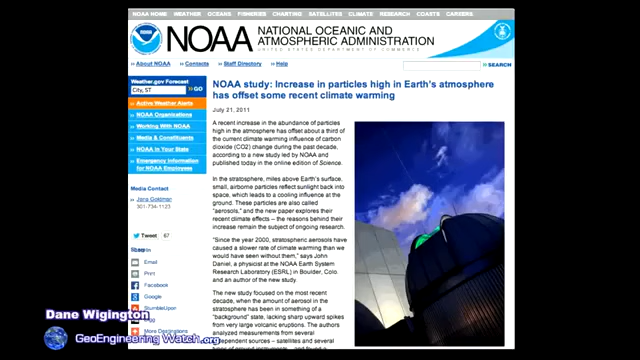 NOAA HOME WEATHER OCEANS FISHERIES CHARTING SATELLITES CLIMATE RESEARCH COASTS CAREERS
NOAA NATIONAL OCEANIC AND
ATMOSPHERIC ADMINISTRATION
UNITED STATES DEPARTMENT OF COMMERCE
About NOAA Contacts Staff Directory Help
SEARCH
Weather.gov Forecast
City, ST GO
Active Weather Alerts
NOAA Organizations
Working With NOAA
Media & Constituents
NOAA In Your State
Emergency Information
for NOAA Employees
Media Contact
Jana Goldman
301-734-1123
Tweet 67
Email
Print
Facebook
Google
StumbleUpon
Digg
More Destinations
NOAA study: Increase in particles high in Earth's atmosphere
has offset some recent climate warming
July 21, 2011
A recent increase in the abundance of particles
high in the atmosphere has offset about a third of
the current climate warming influence of carbon
dioxide (CO2) change during the past decade,
according to a new study led by NOAA and
published today in the online edition of Science.
In the stratosphere, miles above Earth's surface,
small, airborne particles reflect sunlight back into
space, which leads to a cooling influence at the
ground. These particles are also called
"aerosols," and the new paper explores their
recent climate effects -- the reasons behind their
increase remain the subject of ongoing research.
"Since the year 2000, stratospheric aerosols have
caused a slower rate of climate warming than we
would have seen without them," says John
Daniel, a physicist at the NOAA Earth System
Research Laboratory (ESRL) in Boulder, Colo.
and an author of the new study.
The new study focused on the most recent
decade, when the amount of aerosol in the
stratosphere has been in something of a
"background" state, lacking sharp upward spikes
from very large volcanic eruptions. The authors
analyzed measurements from several
independent sources – satellites and several
Dane Wigington
GeoEngineering Watch.org